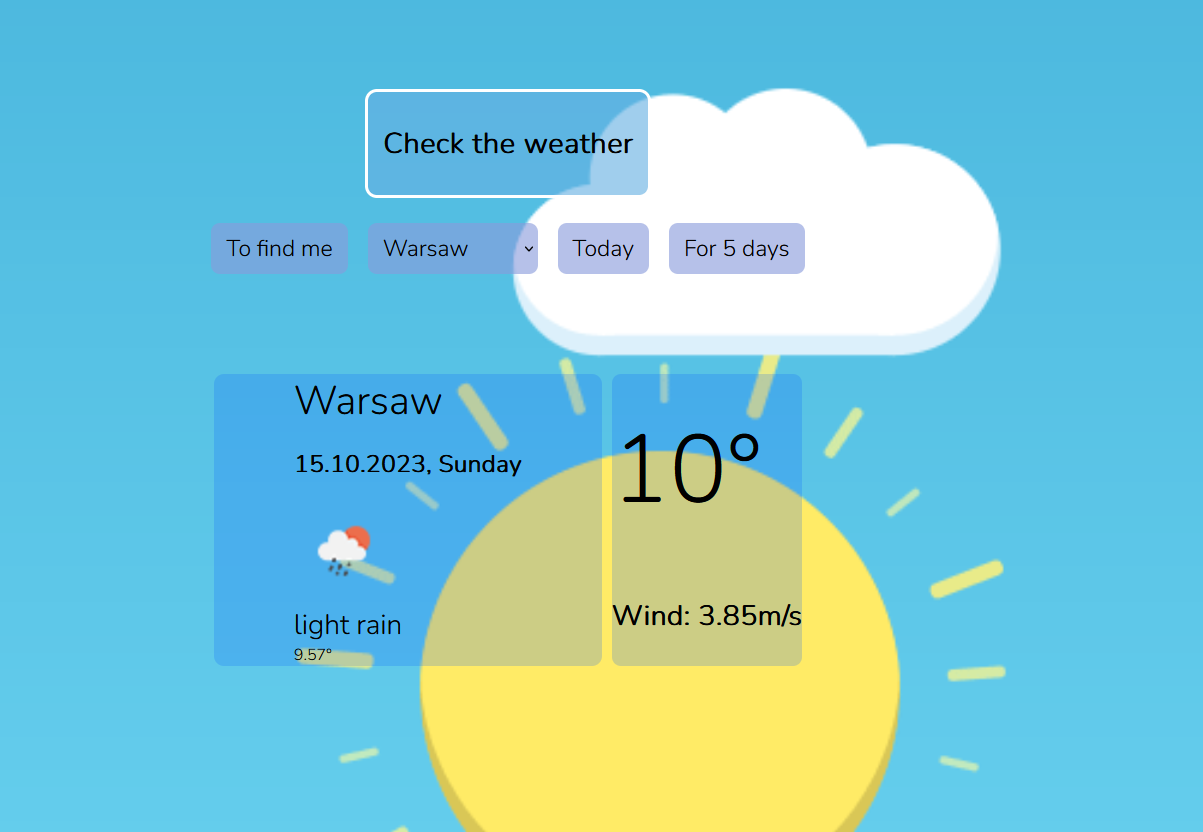 Check the weather
To find me Warsaw Today For 5 days
Warsaw
15.10.2023, Sunday
10°
light rain
9.57°
Wind: 3.85m/s